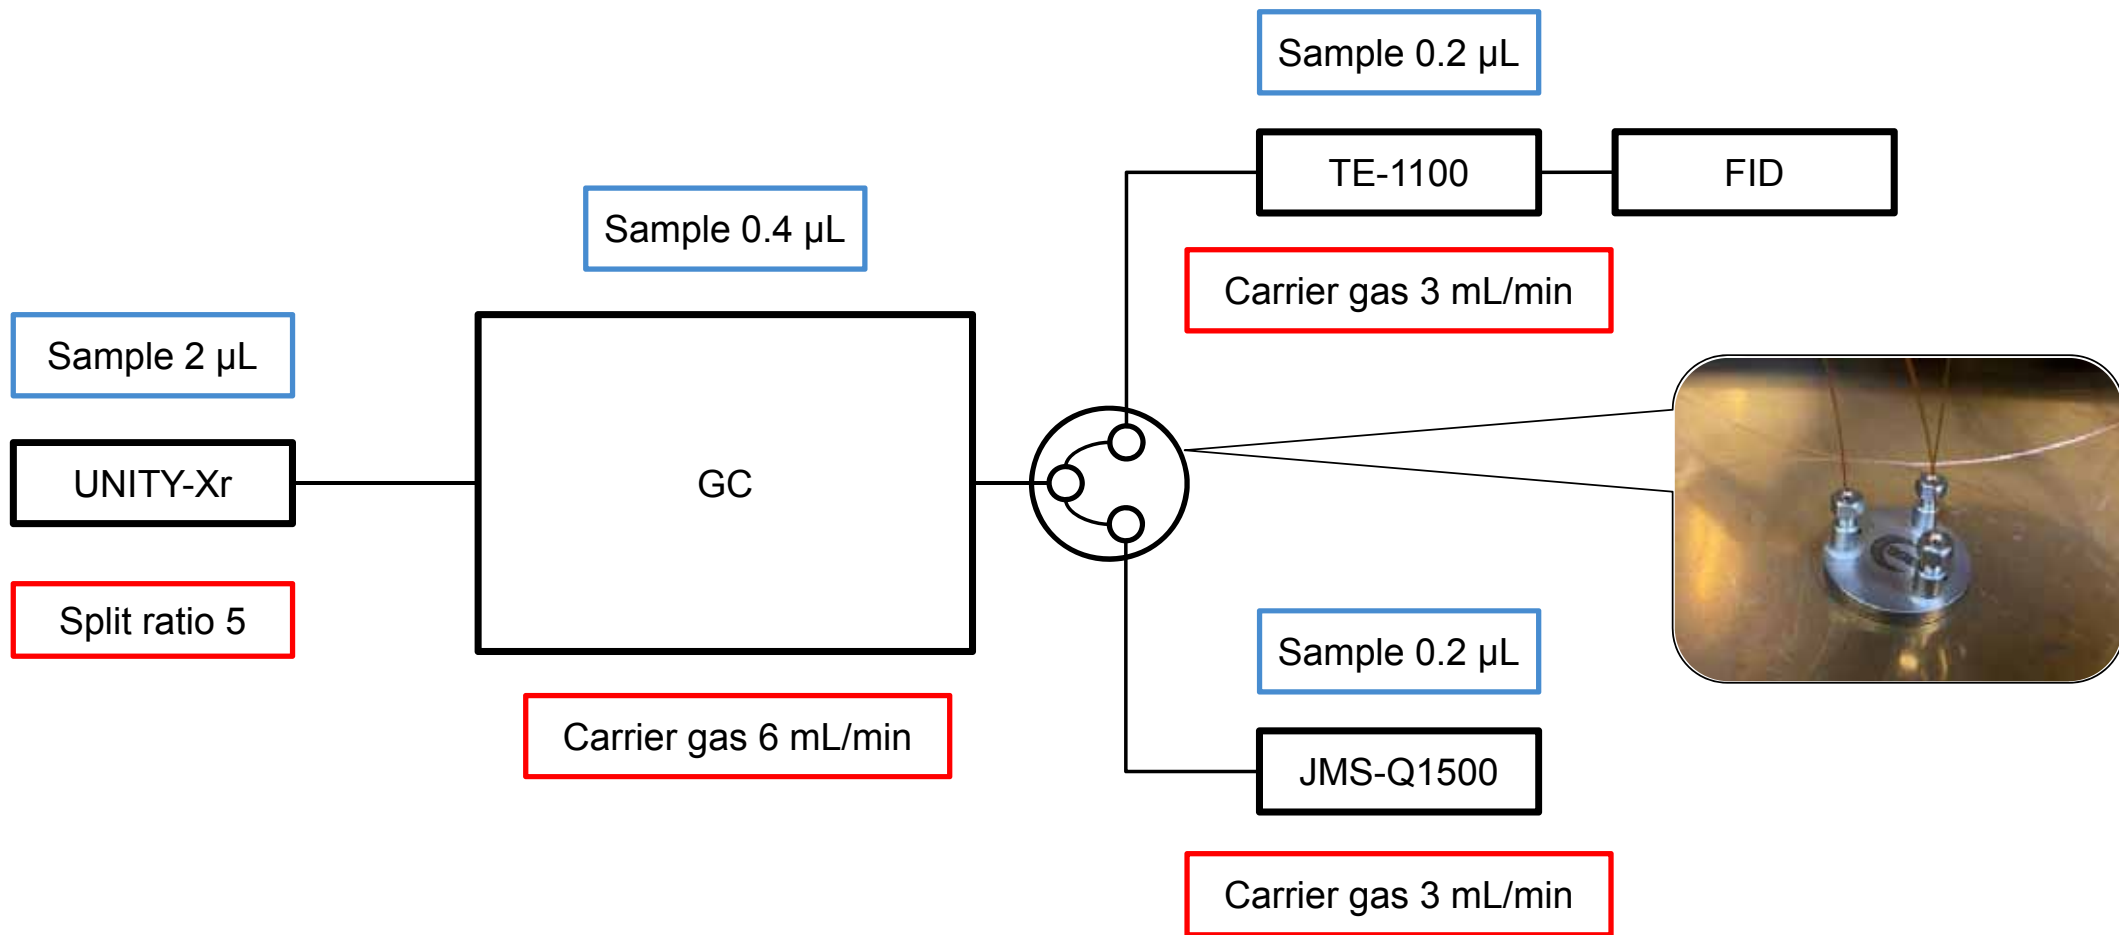 Sample 0.2 µL
TE-1100
FID
Carrier gas 3 mL/min
Sample 0.4 µL
GC
Carrier gas 6 mL/min
Sample 2 µL
UNITY-Xr
Split ratio 5
Sample 0.2 µL
JMS-Q1500
Carrier gas 3 mL/min